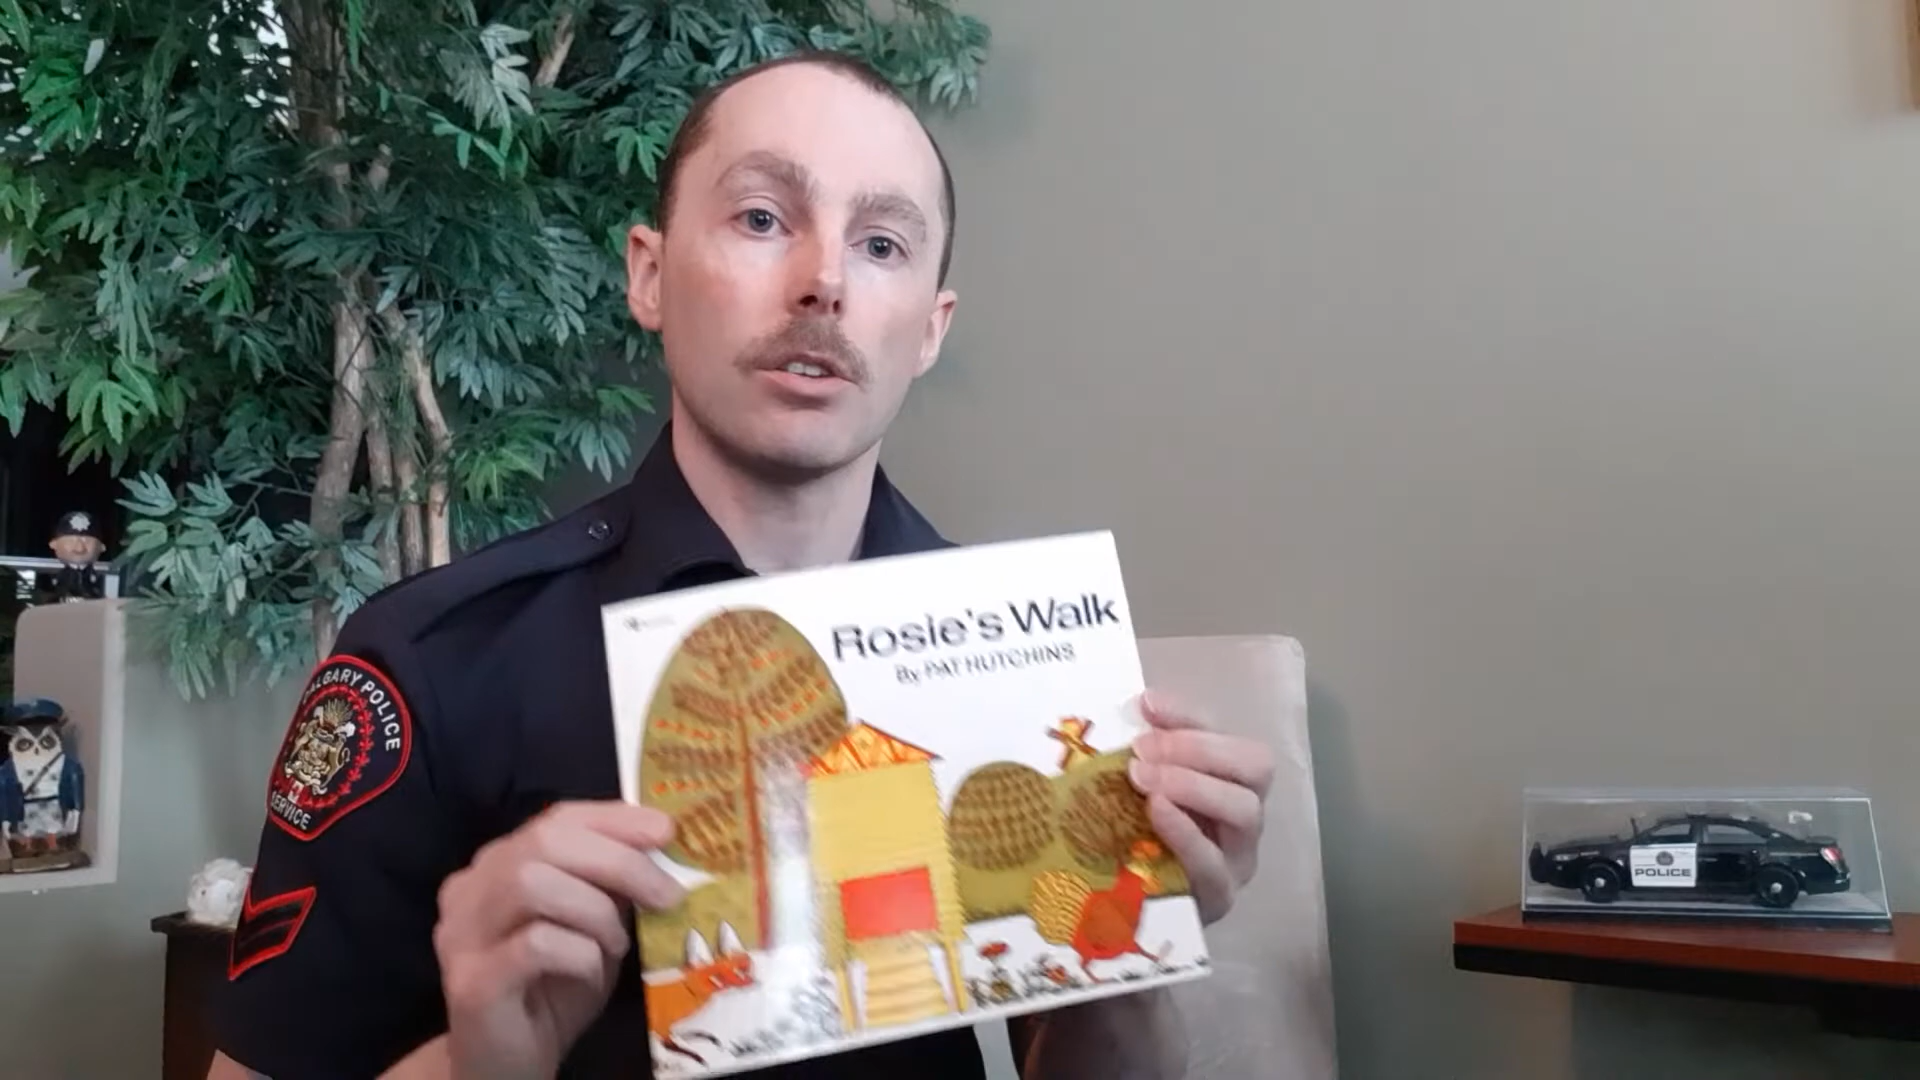 Rosie's Walk
By PAT HUTCHINS
CALGARY POLICE
SERVICE
POLICE